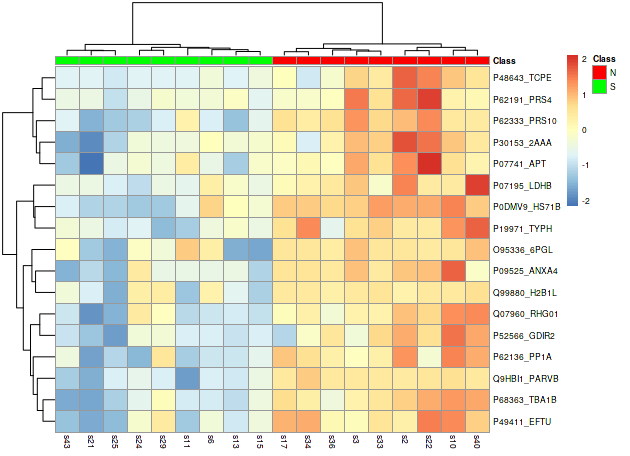 Class
P48643_TCPE
P62191_PRS4
P62333_PRS10
P30153_2AAA
P07741_APT
P07195_LDHB
P0DMV9_HS71B
P19971_TYPH
O95336_6PGL
P09525_ANXA4
Q99880_H2B1L
Q07960_RHG01
P52566_GDIR2
P62136_PP1A
Q9HBI1_PARVB
P68363_TBA1B
P49411_EFTU
s43 s21 s25 s24 s29 s11 s6 s13 s15 s17 s34 s36 s3 s33 s2 s22 s10 s40
2
1
0
-1
-2
Class
N
S